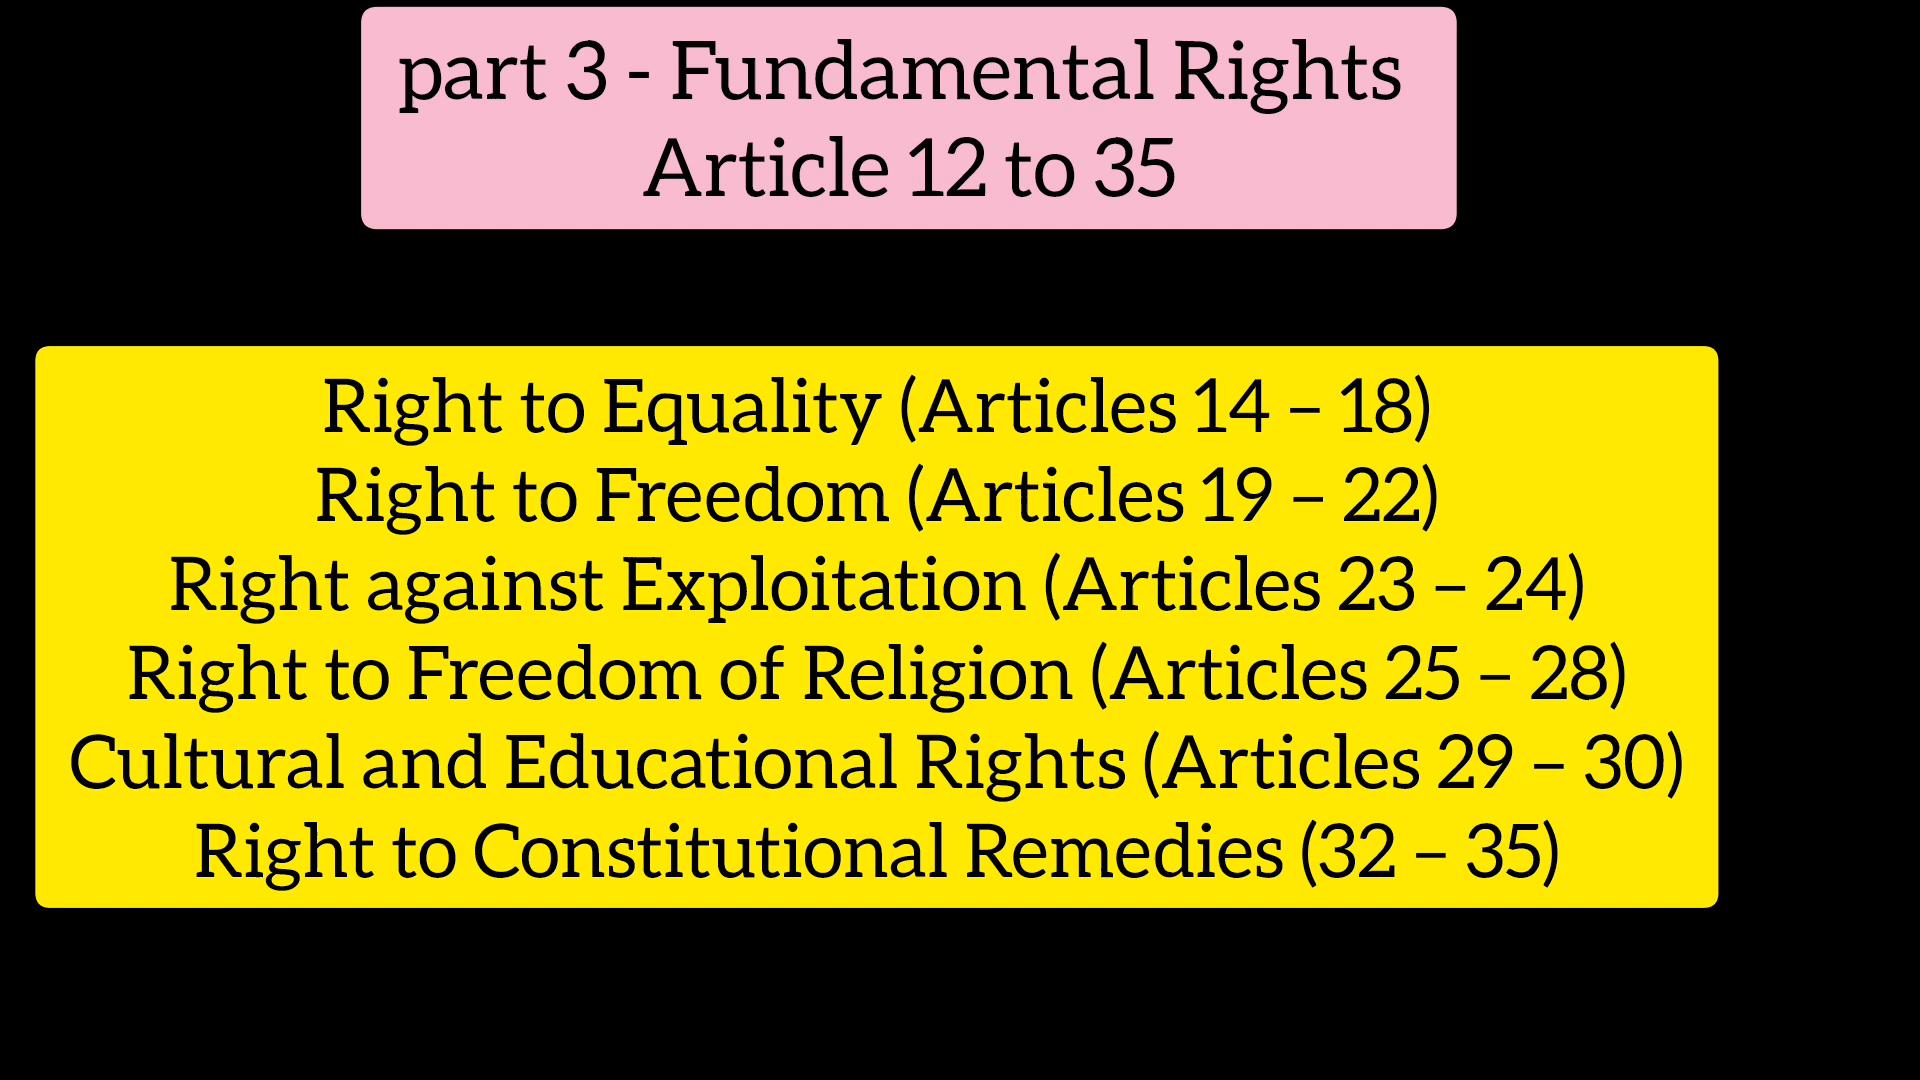 part 3 - Fundamental Rights
Article 12 to 35
Right to Equality (Articles 14 – 18)
Right to Freedom (Articles 19 – 22)
Right against Exploitation (Articles 23 – 24)
Right to Freedom of Religion (Articles 25 – 28)
Cultural and Educational Rights (Articles 29 – 30)
Right to Constitutional Remedies (32 – 35)